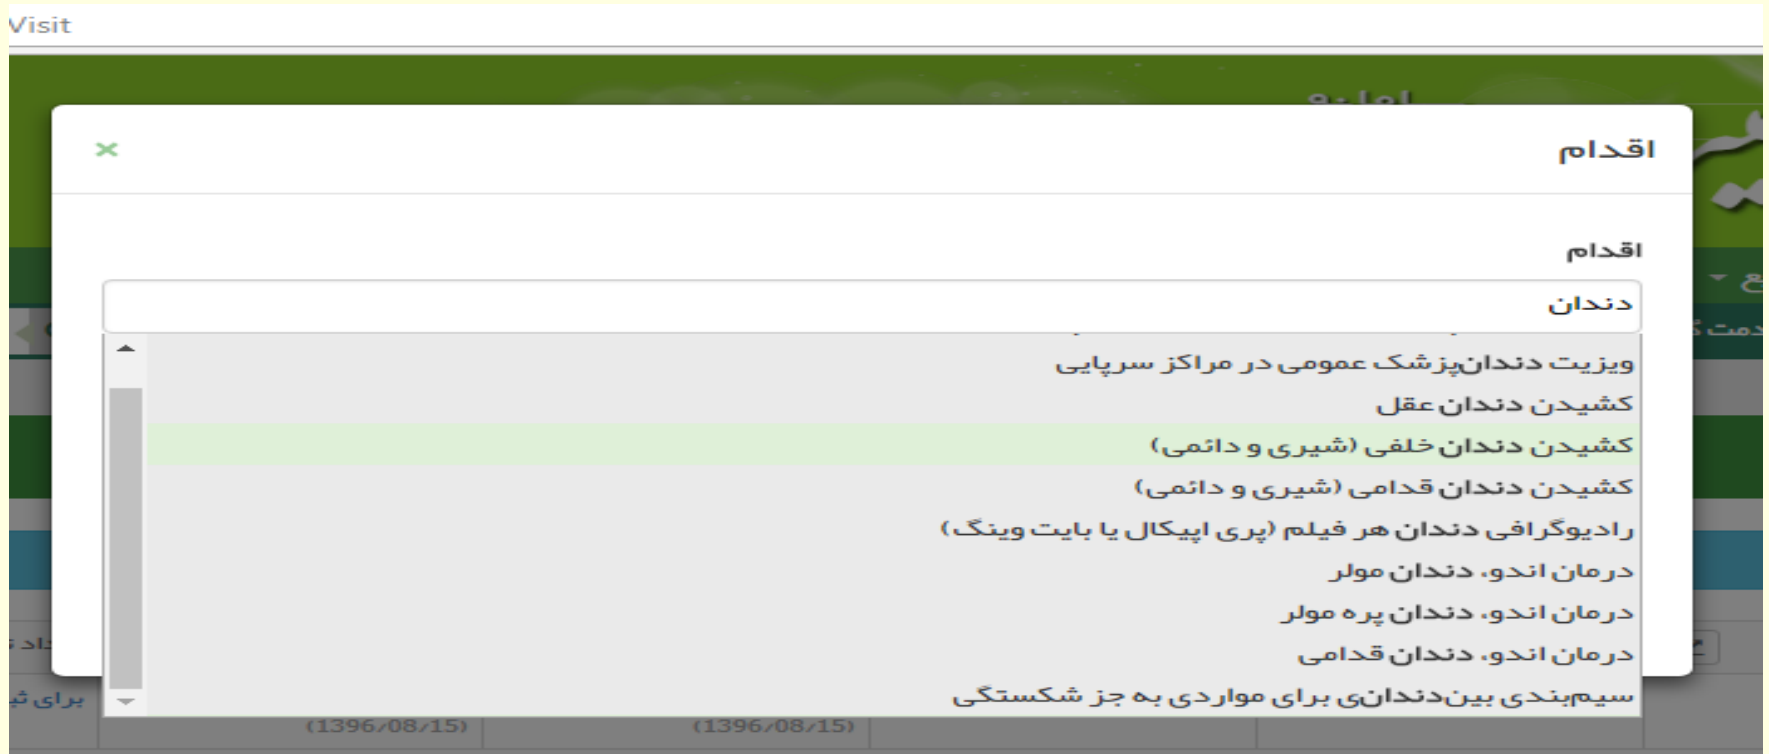 Visit
اقدام
×
اقدام
دندان
ویزیت دندان‌پزشک عمومی در مراکز سرپایی
کشیدن دندان عقل
کشیدن دندان خلفی (شیری و دائمی)
کشیدن دندان قدامی (شیری و دائمی)
رادیوگرافی دندان هر فیلم (پری اپیکال یا بایت وینگ)
درمان اندو، دندان مولر
درمان اندو، دندان پره مولر
درمان اندو، دندان قدامی
سیم‌بندی بین‌دندان‌ی برای مواردی به جز شکستگی
برای
(1396/08/15)
(1396/08/15)